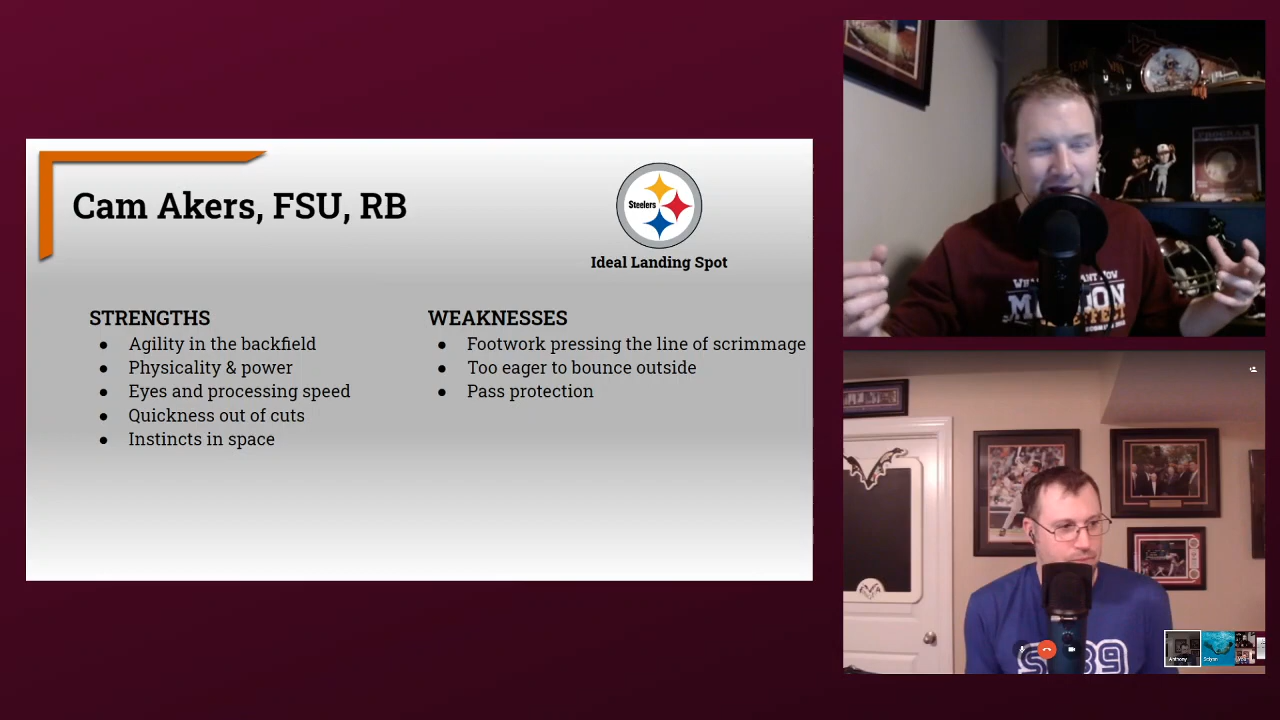 Cam Akers, FSU, RB
Steelers
Ideal Landing Spot
STRENGTHS
● Agility in the backfield
● Physicality & power
● Eyes and processing speed
● Quickness out of cuts
● Instincts in space
WEAKNESSES
● Footwork pressing the line of scrimmage
● Too eager to bounce outside
● Pass protection
Anthony